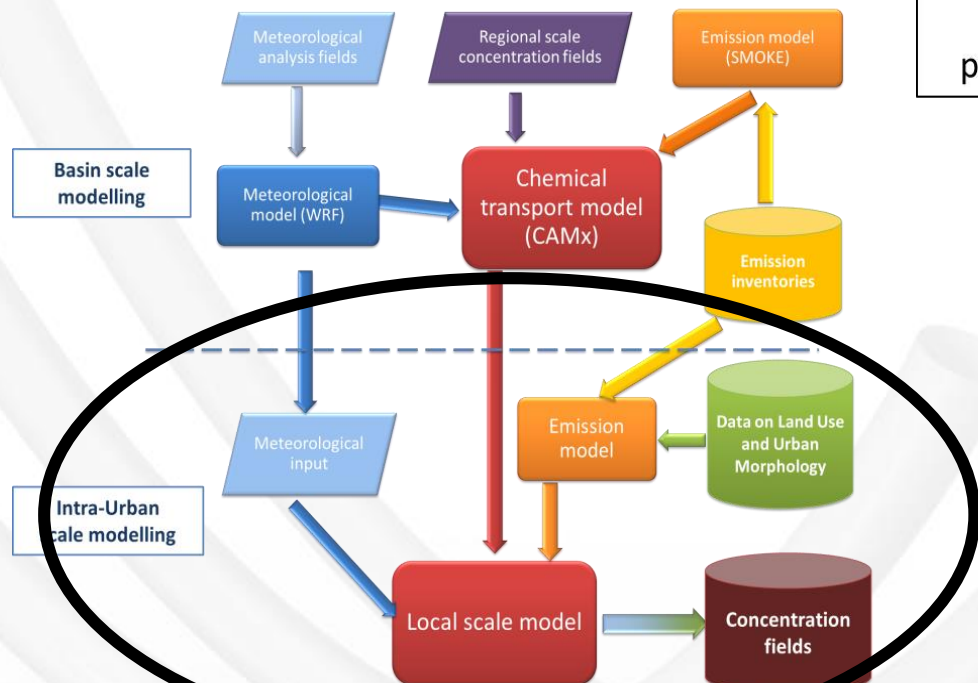 Meteorological
analysis fields
Regional scale
concentration fields
Emission model
(SMOKE)
p
Basin scale
modelling
Meteorological
model (WRF)
Chemical
transport model
(CAMx)
Emission
inventories
Meteorological
input
Emission
model
Data on Land Use
and Urban
Morphology
Intra-Urban
cale modelling
Local scale model
Concentration
fields